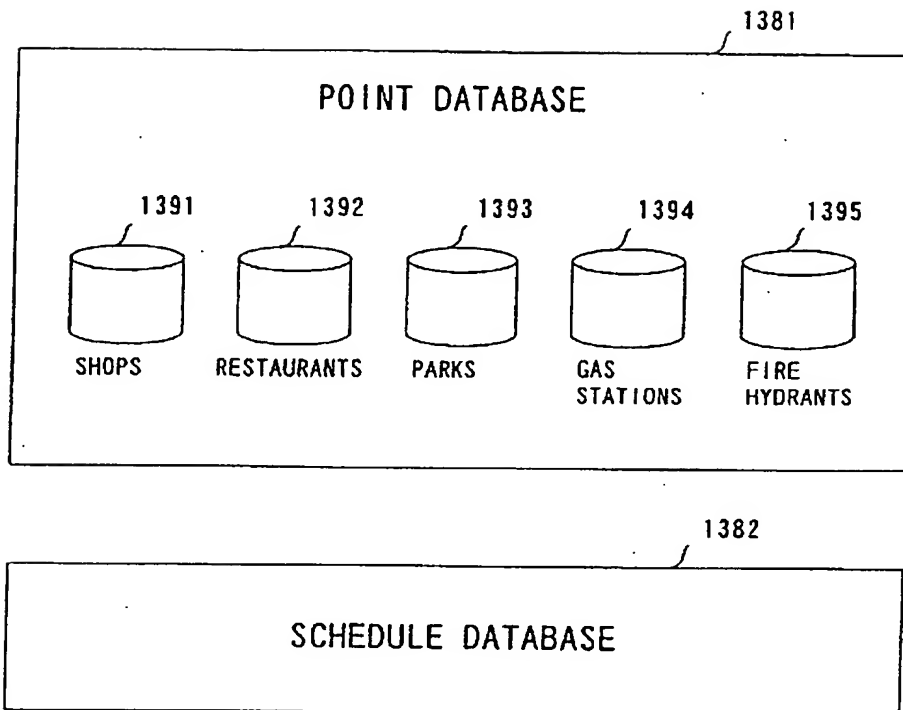 1381
POINT DATABASE
1391 1392 1393 1394 1395
SHOPS RESTAURANTS PARKS GAS STATIONS FIRE HYDRANTS
1382
SCHEDULE DATABASE